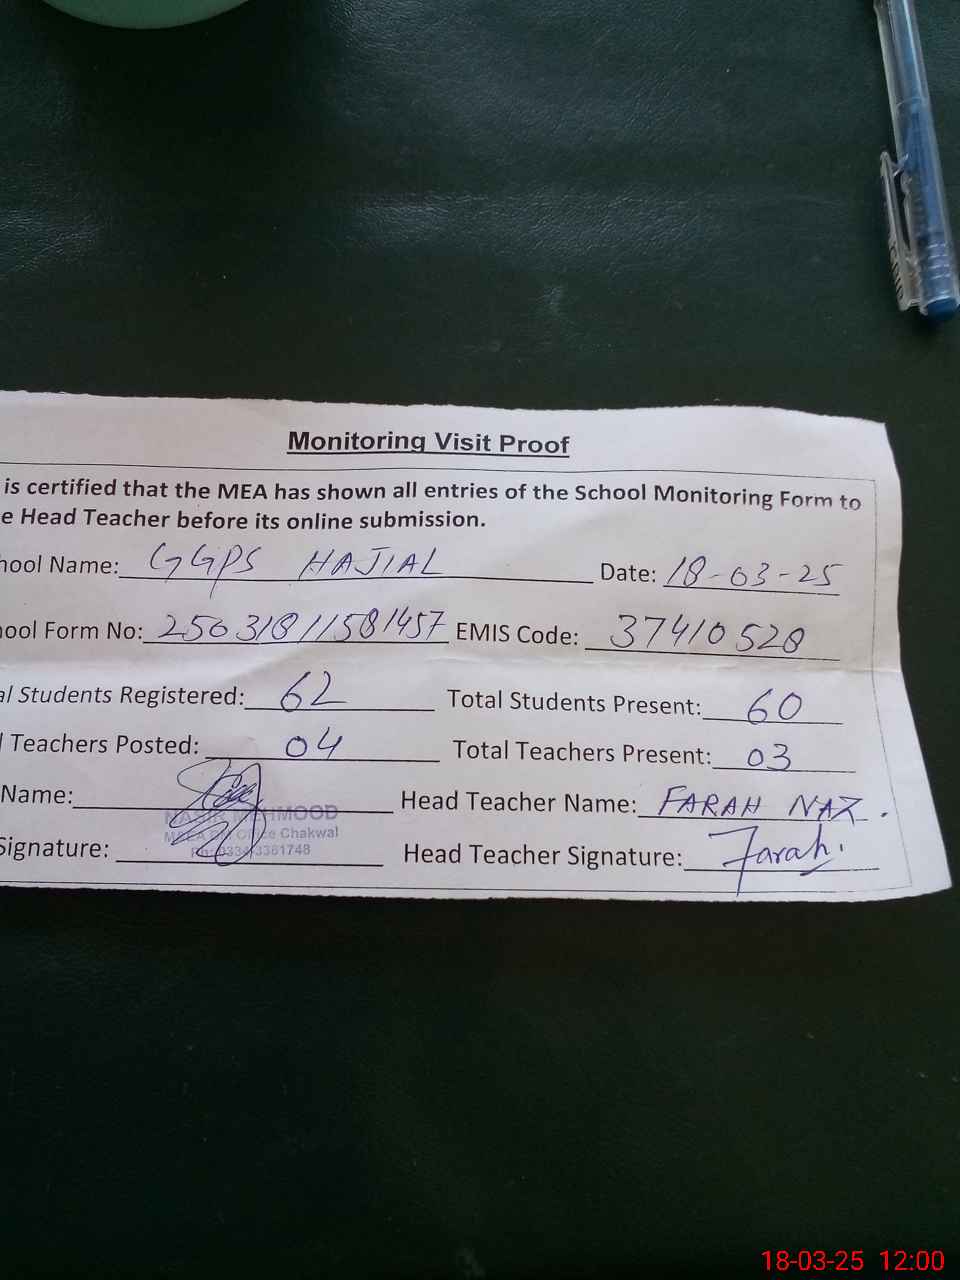 Monitoring Visit Proof
is certified that the MEA has shown all entries of the School Monitoring Form to
e Head Teacher before its online submission.
hool Name: GGPS HAJIAL Date: 18-03-25
hool Form No: 25031811581457 EMIS Code: 37410528
al Students Registered: 62 Total Students Present: 60
l Teachers Posted: 04 Total Teachers Present: 03
Name: Head Teacher Name: FARAH NAZ.
MEHMOOD
Chakwal
Signature: Head Teacher Signature: Farah.
18-03-25 12:00